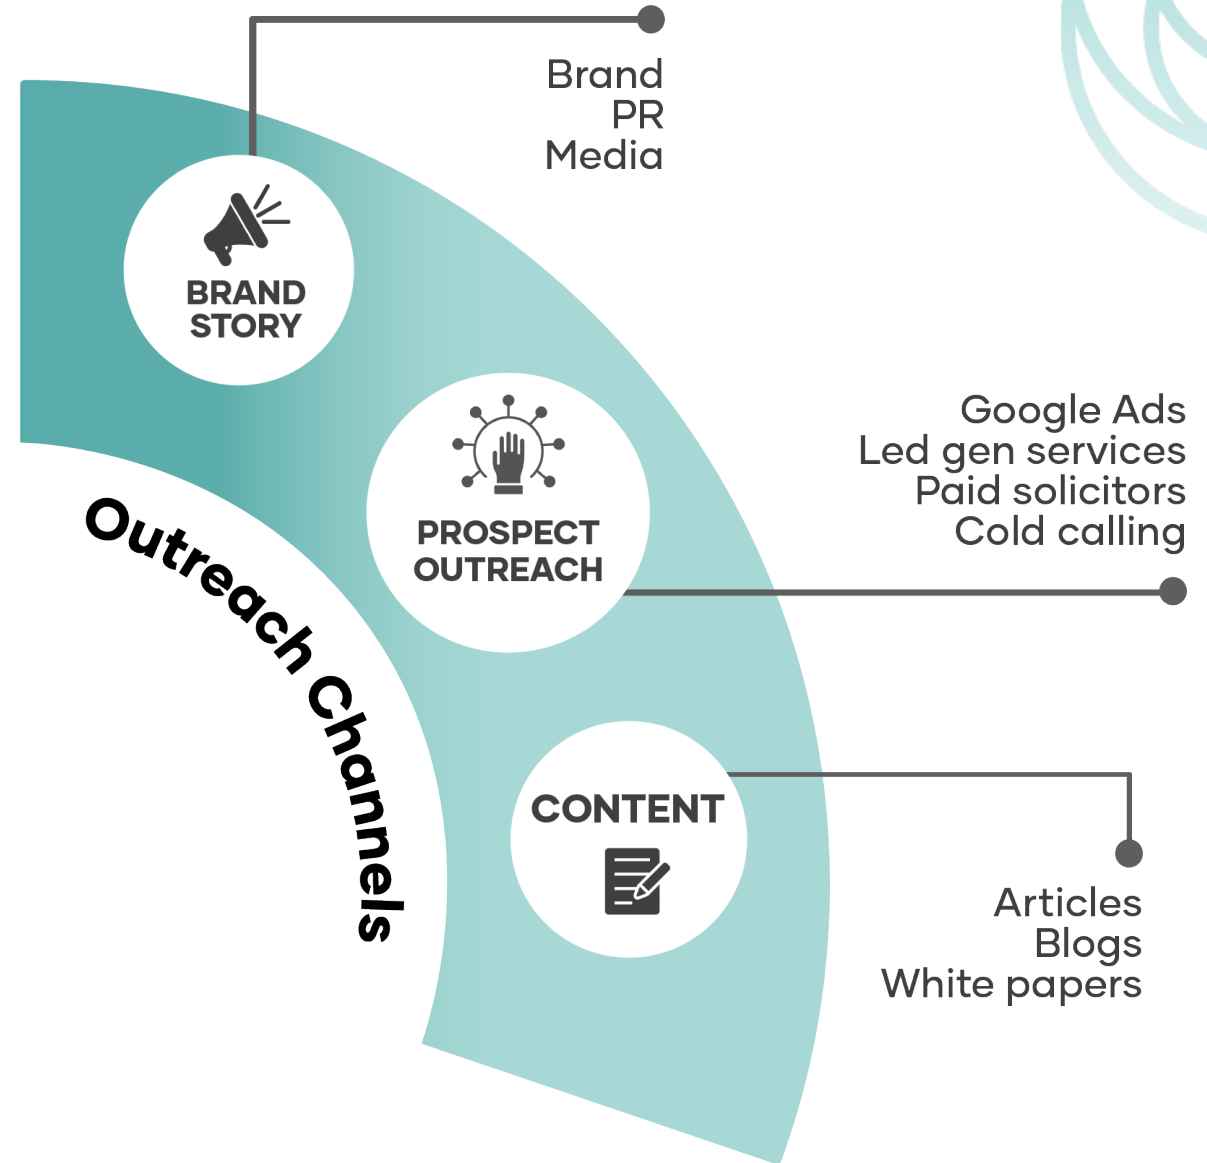 Brand
PR
Media
BRAND
STORY
Google Ads
Led gen services
Paid solicitors
Cold calling
PROSPECT
OUTREACH
Outreach Channels
CONTENT
Articles
Blogs
White papers